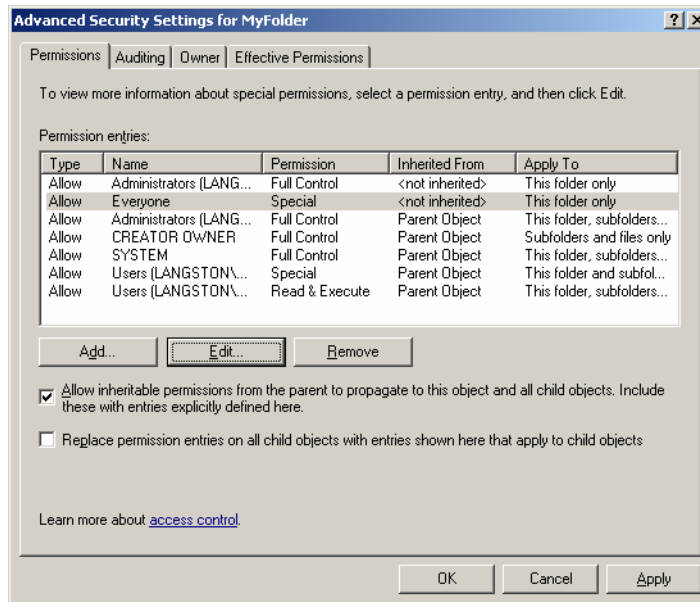 Advanced Security Settings for MyFolder
Permissions Auditing Owner Effective Permissions
To view more information about special permissions, select a permission entry, and then click Edit.
Permission entries:
Type Name Permission Inherited From Apply To
Allow Administrators (LANG... Full Control <not inherited> This folder only
Allow Everyone Special <not inherited> This folder only
Allow Administrators (LANG... Full Control Parent Object This folder, subfolders...
Allow CREATOR OWNER Full Control Parent Object Subfolders and files only
Allow SYSTEM Full Control Parent Object This folder, subfolders...
Allow Users (LANGSTON\... Special Parent Object This folder and subfol...
Allow Users (LANGSTON\... Read & Execute Parent Object This folder, subfolders...
Add... Edit... Remove
Allow inheritable permissions from the parent to propagate to this object and all child objects. Include
these with entries explicitly defined here.
Replace permission entries on all child objects with entries shown here that apply to child objects
Learn more about access control.
OK Cancel Apply